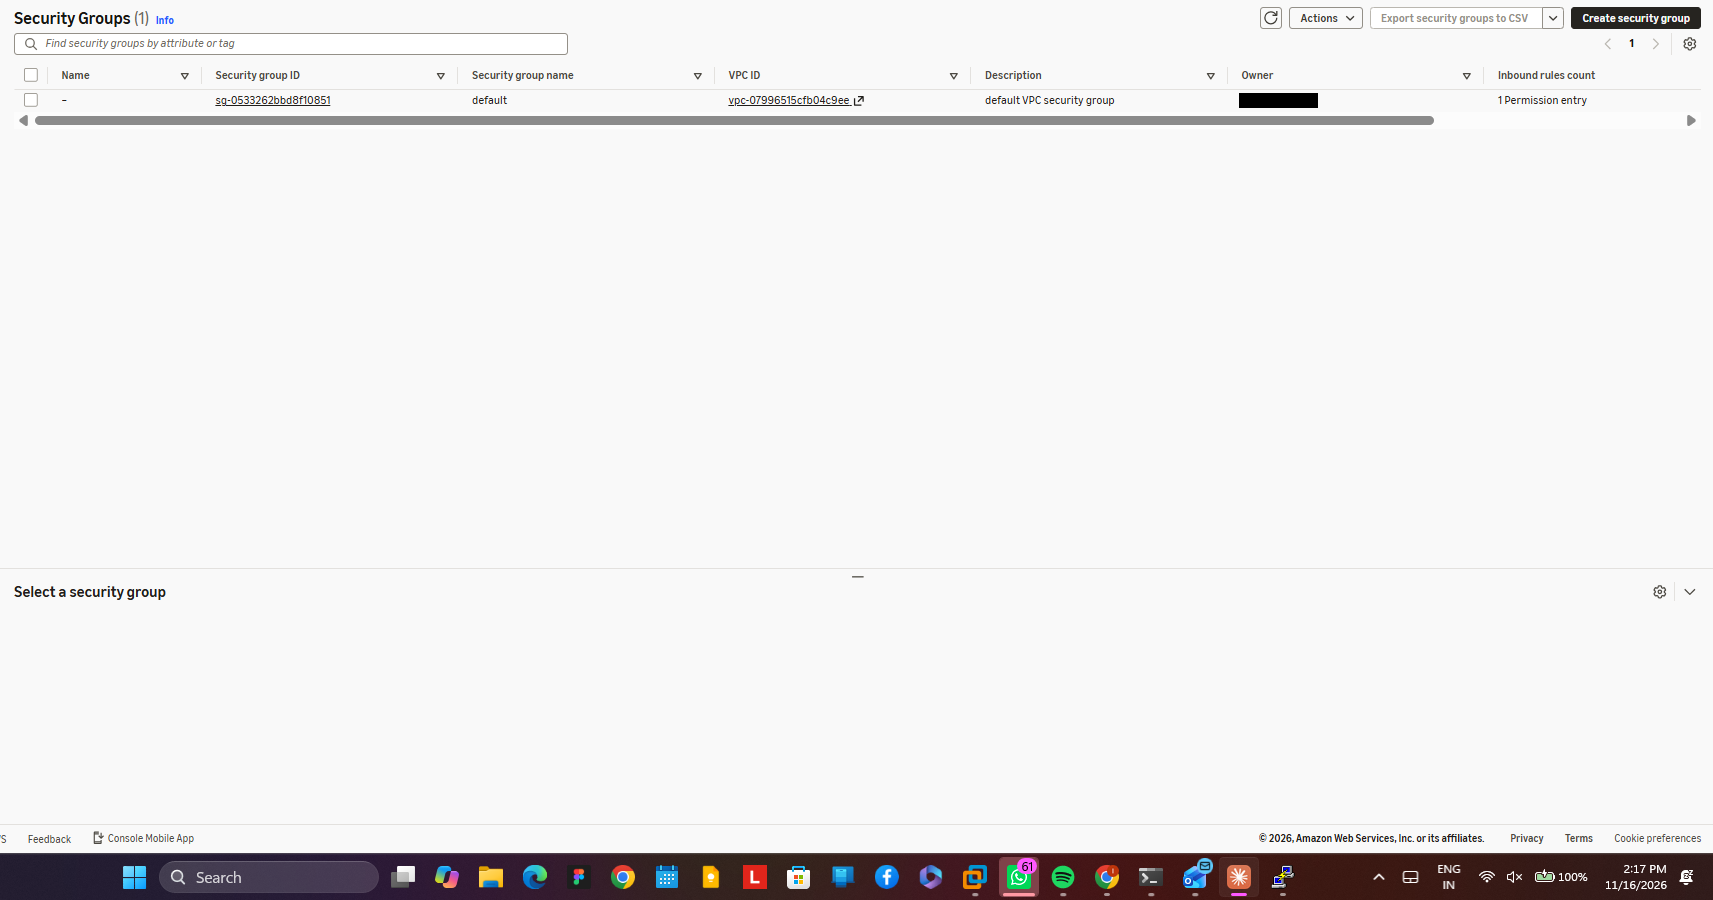 Security Groups (1) Info
Actions
Export security groups to CSV
Create security group
Find security groups by attribute or tag
1
Name
Security group ID
Security group name
VPC ID
Description
Owner
Inbound rules count
–
sg-0533262bbd8f10851
default
vpc-07996515cfb04c9ee
default VPC security group
1 Permission entry
Select a security group
Feedback
Console Mobile App
© 2026, Amazon Web Services, Inc. or its affiliates.
Privacy
Terms
Cookie preferences
Search
L
61
ENG
IN
100%
2:17 PM
11/16/2026